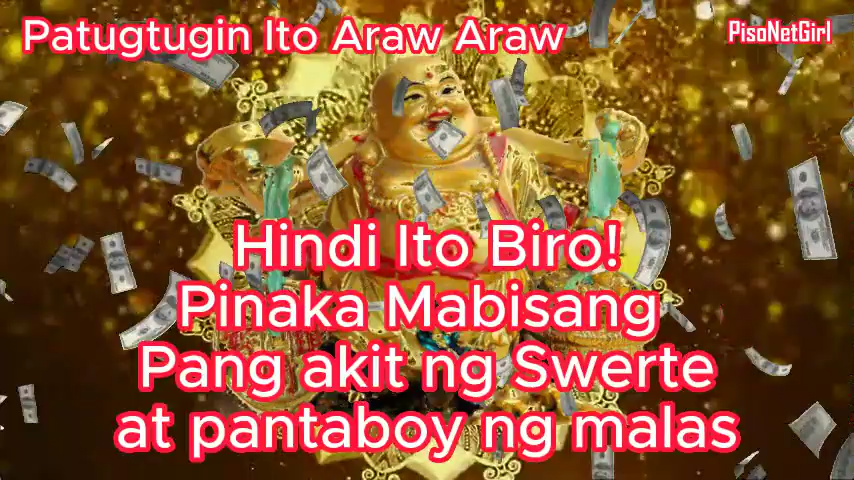 Patugtugin Ito Araw Araw
PisoNetGirl
Hindi Ito Biro!
Pinaka Mabisang
Pang akit ng Swerte
at pantaboy ng malas